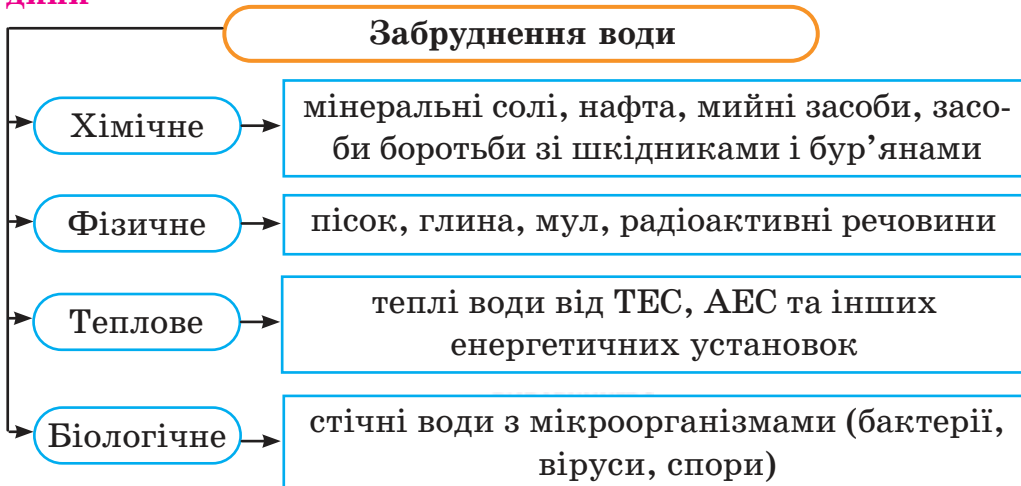 дини
Забруднення води
Хімічне
мінеральні солі, нафта, мийні засоби, засо-
би боротьби зі шкідниками і бур’янами
Фізичне
пісок, глина, мул, радіоактивні речовини
Теплове
теплі води від ТЕС, АЕС та інших
енергетичних установок
Біологічне
стічні води з мікроорганізмами (бактерії,
віруси, спори)